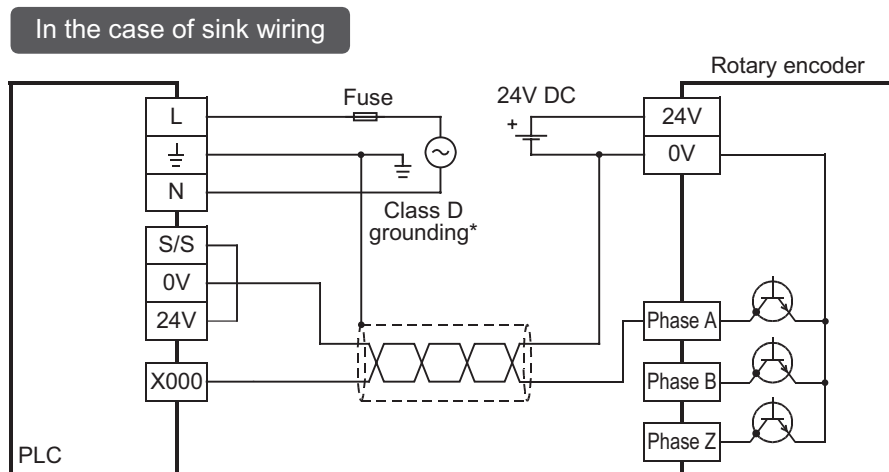 In the case of sink wiring
Rotary encoder
L
Fuse
24V DC
+
24V
0V
N
Class D
grounding*
S/S
0V
24V
Phase A
X000
Phase B
Phase Z
PLC